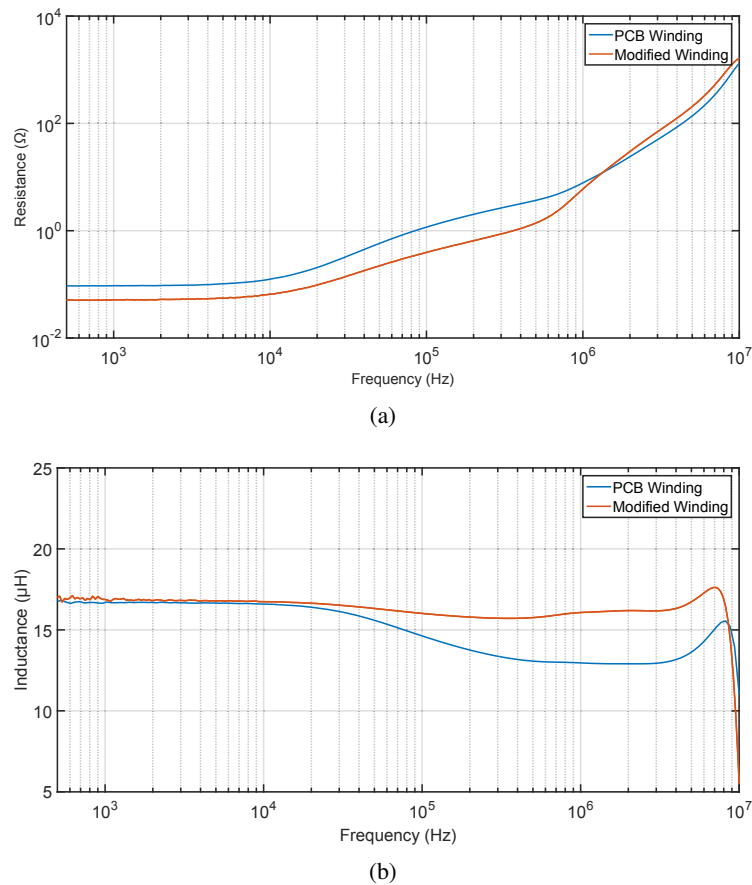 10^4
10^2
10^0
10^-2
Resistance (Ω)
PCB Winding
Modified Winding
10^3
10^4
10^5
10^6
10^7
Frequency (Hz)
(a)
25
20
15
10
5
Inductance (μH)
PCB Winding
Modified Winding
10^3
10^4
10^5
10^6
10^7
Frequency (Hz)
(b)